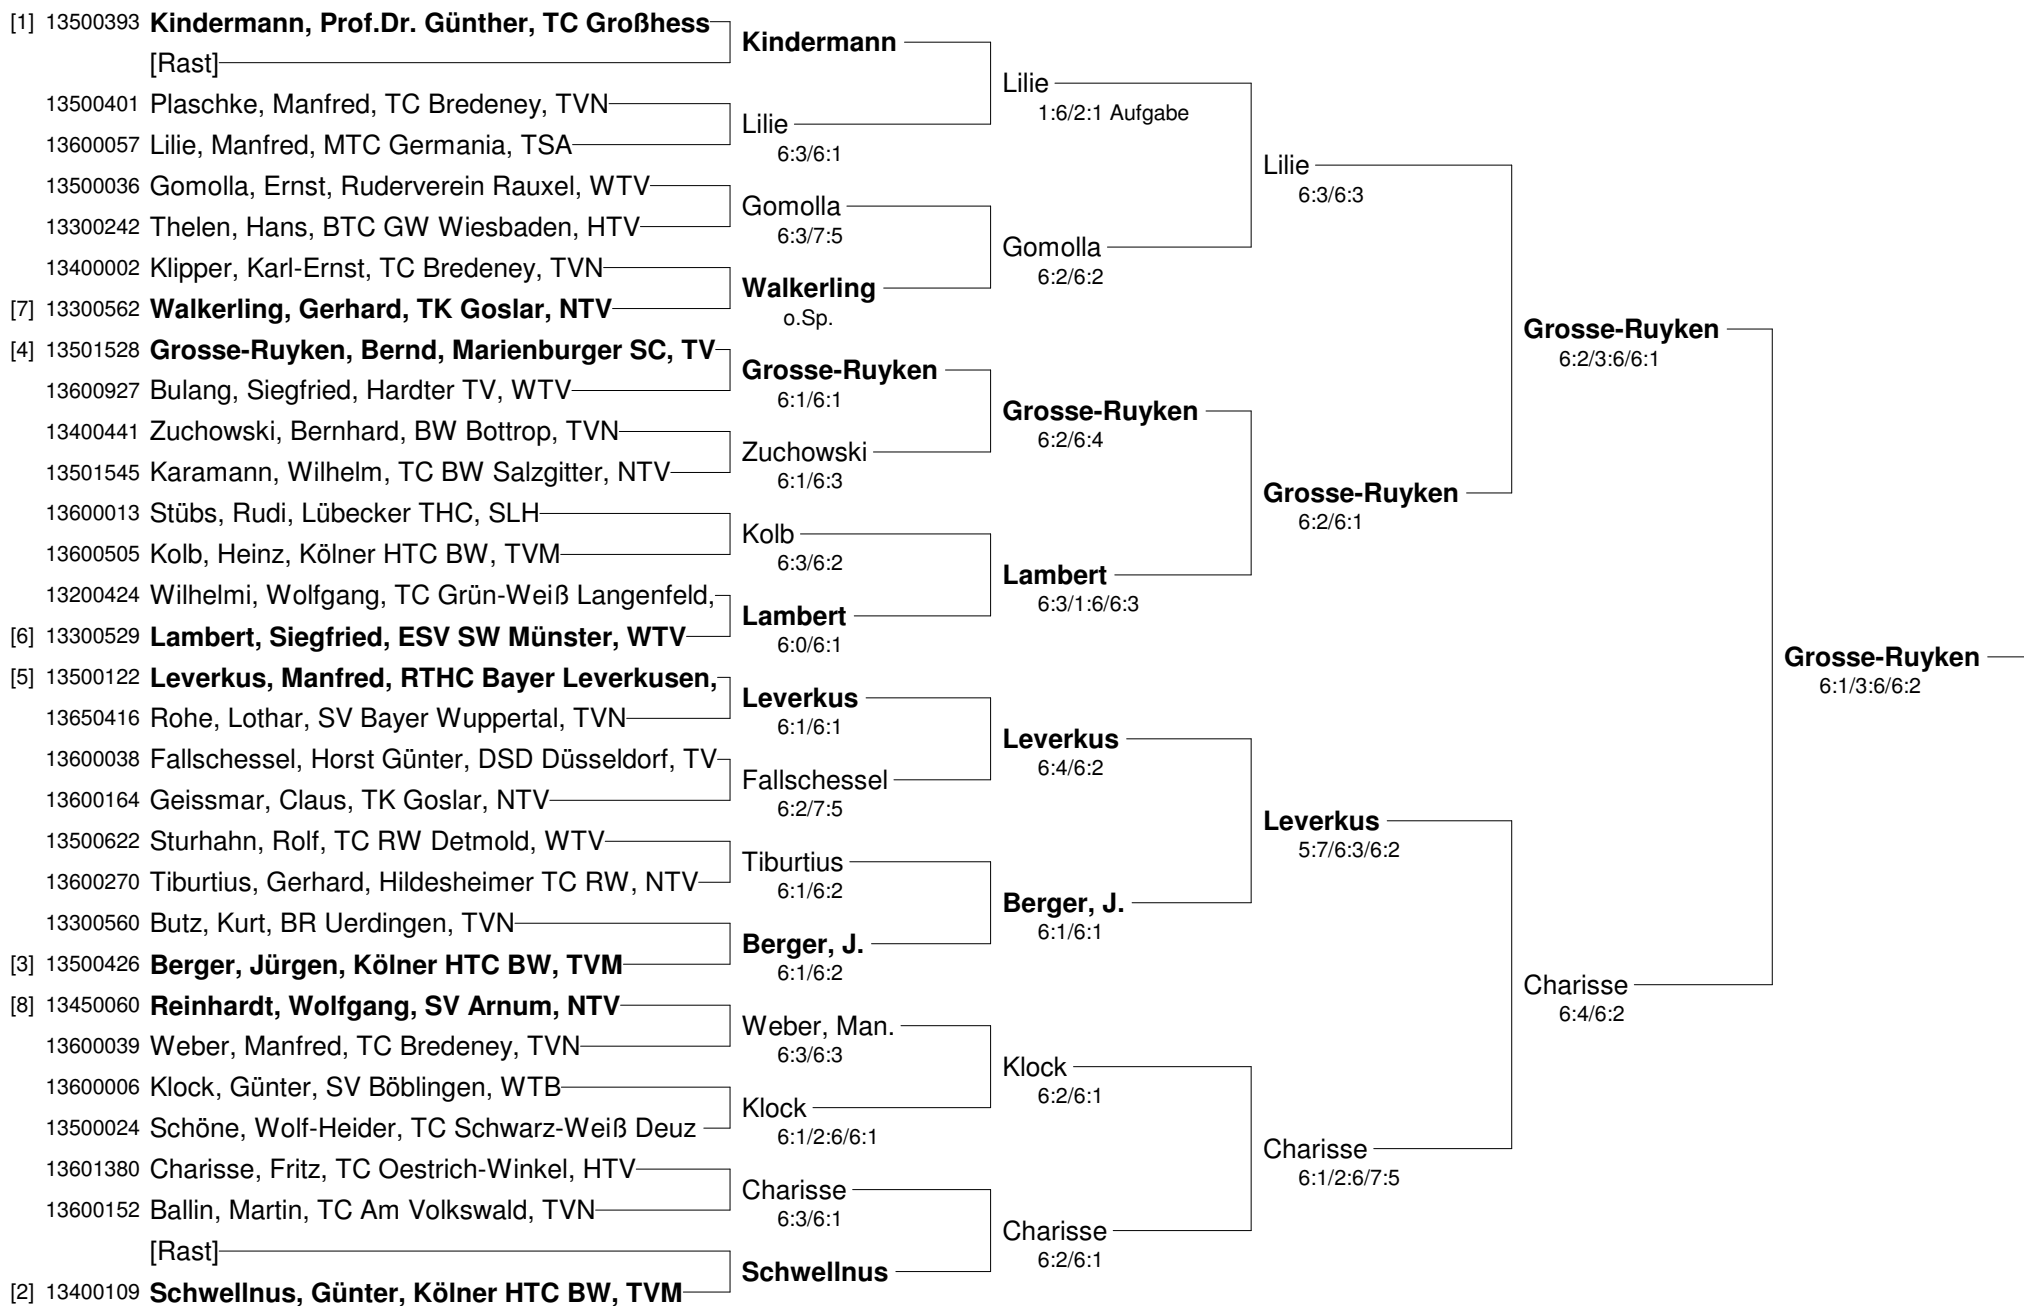 [1] 13500393 Kindermann, Prof.Dr. Günther, TC Großhess
[Rast]
13500401 Plaschke, Manfred, TC Bredeney, TVN
13600057 Lilie, Manfred, MTC Germania, TSA
13500036 Gomolla, Ernst, Ruderverein Rauxel, WTV
13300242 Thelen, Hans, BTC GW Wiesbaden, HTV
13400002 Klipper, Karl-Ernst, TC Bredeney, TVN
[7] 13300562 Walkerling, Gerhard, TK Goslar, NTV
[4] 13501528 Grosse-Ruyken, Bernd, Marienburger SC, TV
13600927 Bulang, Siegfried, Hardter TV, WTV
13400441 Zuchowski, Bernhard, BW Bottrop, TVN
13501545 Karamann, Wilhelm, TC BW Salzgitter, NTV
13600013 Stübs, Rudi, Lübecker THC, SLH
13600505 Kolb, Heinz, Kölner HTC BW, TVM
13200424 Wilhelmi, Wolfgang, TC Grün-Weiß Langenfeld,
[6] 13300529 Lambert, Siegfried, ESV SW Münster, WTV
[5] 13500122 Leverkus, Manfred, RTHC Bayer Leverkusen,
13650416 Rohe, Lothar, SV Bayer Wuppertal, TVN
13600038 Fallschessel, Horst Günter, DSD Düsseldorf, TV
13600164 Geissmar, Claus, TK Goslar, NTV
13500622 Sturhahn, Rolf, TC RW Detmold, WTV
13600270 Tiburtius, Gerhard, Hildesheimer TC RW, NTV
13300560 Butz, Kurt, BR Uerdingen, TVN
[3] 13500426 Berger, Jürgen, Kölner HTC BW, TVM
[8] 13450060 Reinhardt, Wolfgang, SV Arnum, NTV
13600039 Weber, Manfred, TC Bredeney, TVN
13600006 Klock, Günter, SV Böblingen, WTB
13500024 Schöne, Wolf-Heider, TC Schwarz-Weiß Deuz
13601380 Charisse, Fritz, TC Oestrich-Winkel, HTV
13600152 Ballin, Martin, TC Am Volkswald, TVN
[Rast]
[2] 13400109 Schwellnus, Günter, Kölner HTC BW, TVM
Kindermann
Lilie
6:3/6:1
Gomolla
6:3/7:5
Walkerling
o.Sp.
Grosse-Ruyken
6:1/6:1
Zuchowski
6:1/6:3
Kolb
6:3/6:2
Lambert
6:0/6:1
Leverkus
6:1/6:1
Fallschessel
6:2/7:5
Tiburtius
6:1/6:2
Berger, J.
6:1/6:2
Weber, Man.
6:3/6:3
Klock
6:1/2:6/6:1
Charisse
6:3/6:1
Schwellnus
Lilie
1:6/2:1 Aufgabe
Gomolla
6:2/6:2
Grosse-Ruyken
6:2/6:4
Lambert
6:3/1:6/6:3
Leverkus
6:4/6:2
Berger, J.
6:1/6:1
Klock
6:2/6:1
Charisse
6:2/6:1
Lilie
6:3/6:3
Grosse-Ruyken
6:2/6:1
Leverkus
5:7/6:3/6:2
Charisse
6:1/2:6/7:5
Grosse-Ruyken
6:2/3:6/6:1
Charisse
6:4/6:2
Grosse-Ruyken
6:1/3:6/6:2